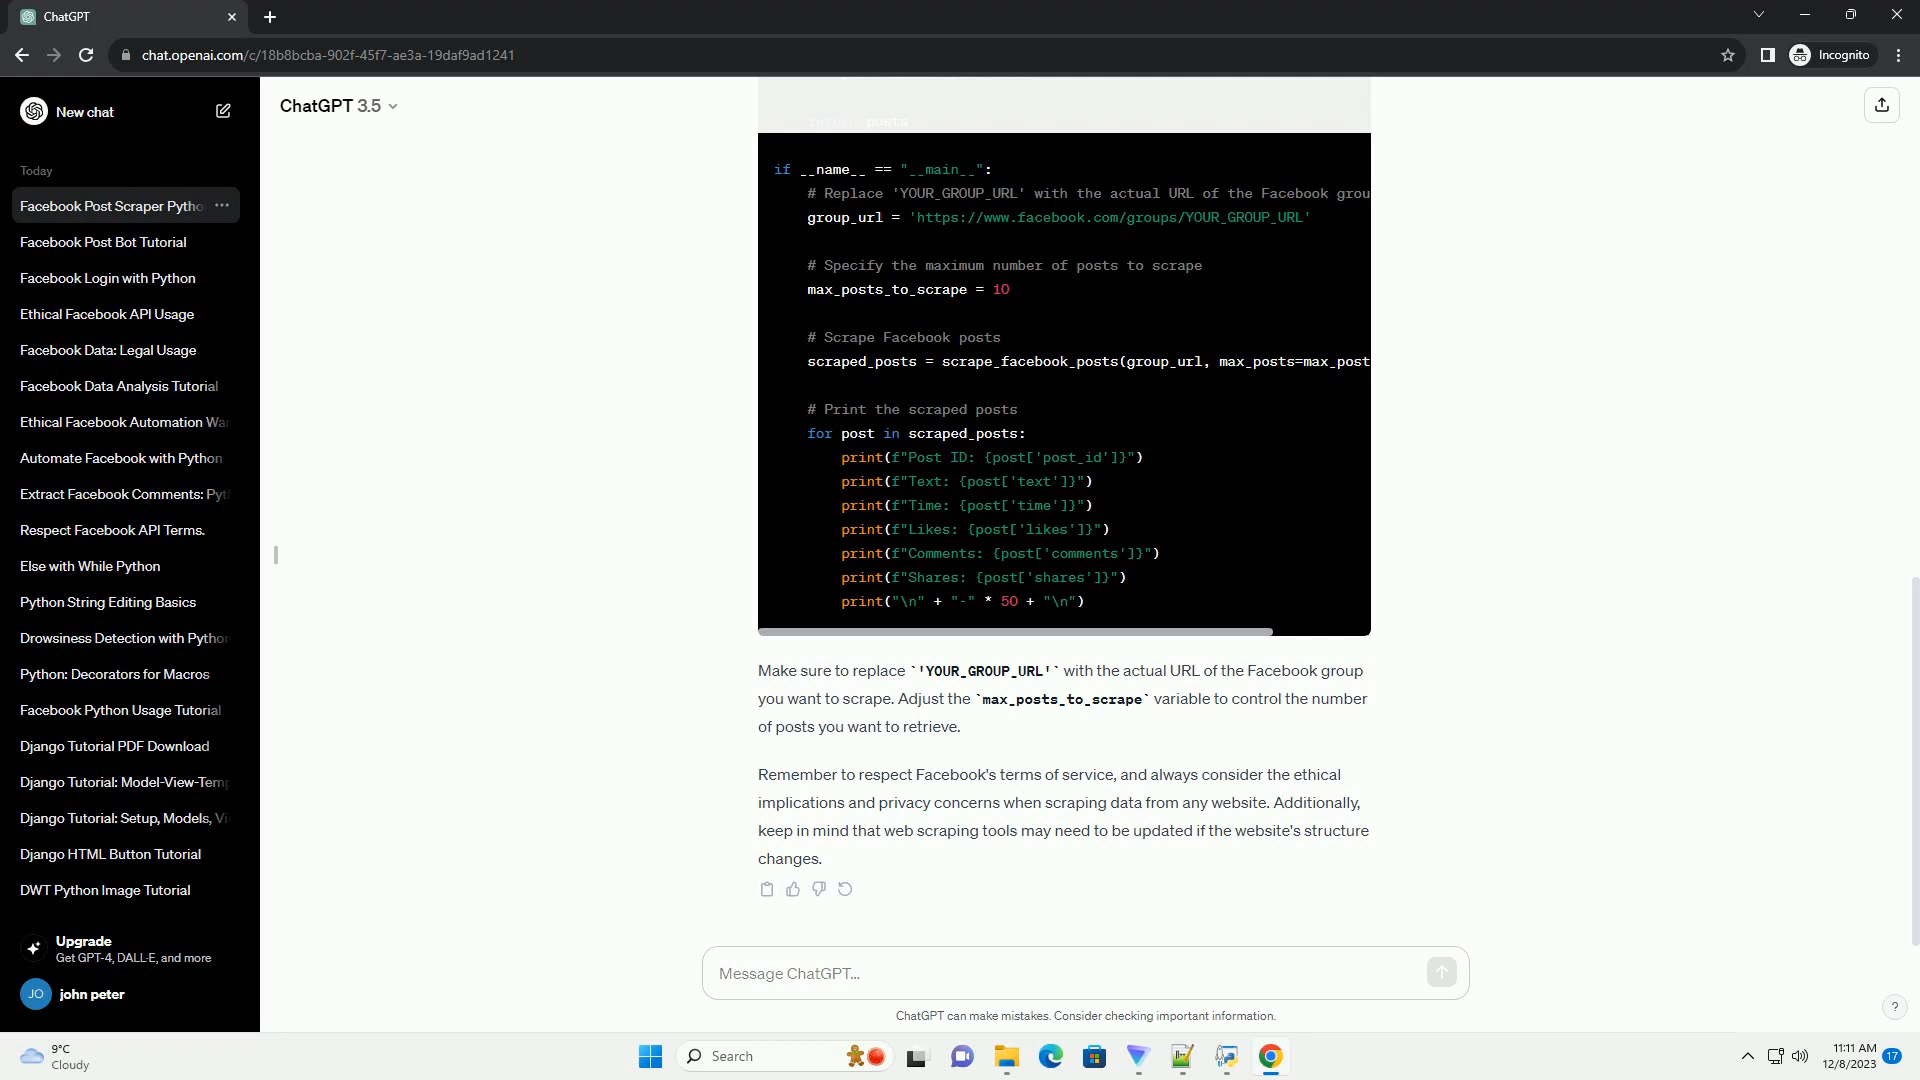 ChatGPT
chat.openai.com/c/18b8bcba-902f-45f7-ae3a-19daf9ad1241
Incognito
New chat
Today
Facebook Post Scraper Pytho
Facebook Post Bot Tutorial
Facebook Login with Python
Ethical Facebook API Usage
Facebook Data: Legal Usage
Facebook Data Analysis Tutorial
Ethical Facebook Automation War
Automate Facebook with Python
Extract Facebook Comments: Pyt
Respect Facebook API Terms.
Else with While Python
Python String Editing Basics
Drowsiness Detection with Python
Python: Decorators for Macros
Facebook Python Usage Tutorial
Django Tutorial PDF Download
Django Tutorial: Model-View-Temp
Django Tutorial: Setup, Models, Vi
Django HTML Button Tutorial
DWT Python Image Tutorial
Upgrade
Get GPT-4, DALL·E, and more
JO john peter
ChatGPT 3.5
return posts
if __name__ == "__main__":
# Replace 'YOUR_GROUP_URL' with the actual URL of the Facebook grou
group_url = 'https://www.facebook.com/groups/YOUR_GROUP_URL'
# Specify the maximum number of posts to scrape
max_posts_to_scrape = 10
# Scrape Facebook posts
scraped_posts = scrape_facebook_posts(group_url, max_posts=max_post
# Print the scraped posts
for post in scraped_posts:
print(f"Post ID: {post['post_id']}")
print(f"Text: {post['text']}")
print(f"Time: {post['time']}")
print(f"Likes: {post['likes']}")
print(f"Comments: {post['comments']}")
print(f"Shares: {post['shares']}")
print("\n" + "-" * 50 + "\n")
Make sure to replace `'YOUR_GROUP_URL'` with the actual URL of the Facebook group
you want to scrape. Adjust the `max_posts_to_scrape` variable to control the number
of posts you want to retrieve.
Remember to respect Facebook's terms of service, and always consider the ethical
implications and privacy concerns when scraping data from any website. Additionally,
keep in mind that web scraping tools may need to be updated if the website's structure
changes.
Message ChatGPT...
ChatGPT can make mistakes. Consider checking important information.
?
9°C
Cloudy
Search
11:11 AM
12/8/2023
17